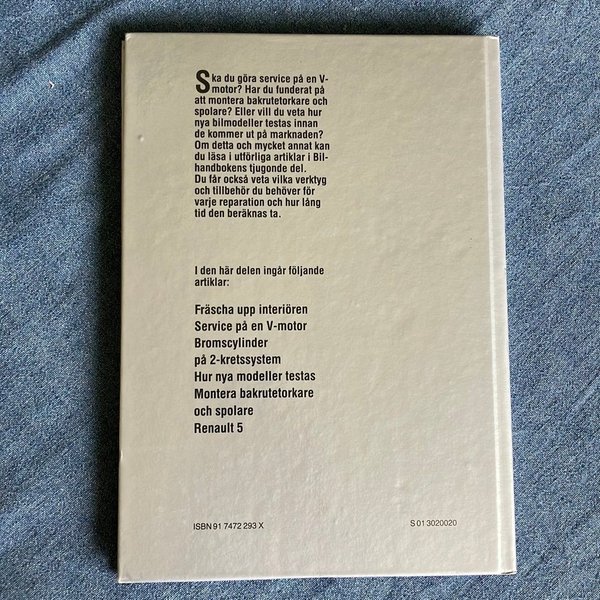 Ska du göra service på en V-
motor? Har du funderat på
att montera bakrutetorkare och
spolare? Eller vill du veta hur
nya bilmodeller testas innan
de kommer ut på marknaden?
Om detta och mycket annat kan
du läsa i utförliga artiklar i Bil-
handbokens tjugonde del.
Du får också veta vilka verktyg
och tillbehör du behöver för
varje reparation och hur lång
tid den beräknas ta.
I den här delen ingår följande
artiklar:
Fräscha upp interiören
Service på en V-motor
Bromscylinder
på 2-kretssystem
Hur nya modeller testas
Montera bakrutetorkare
och spolare
Renault 5
ISBN 91 7472 293 X
S 01 3020020